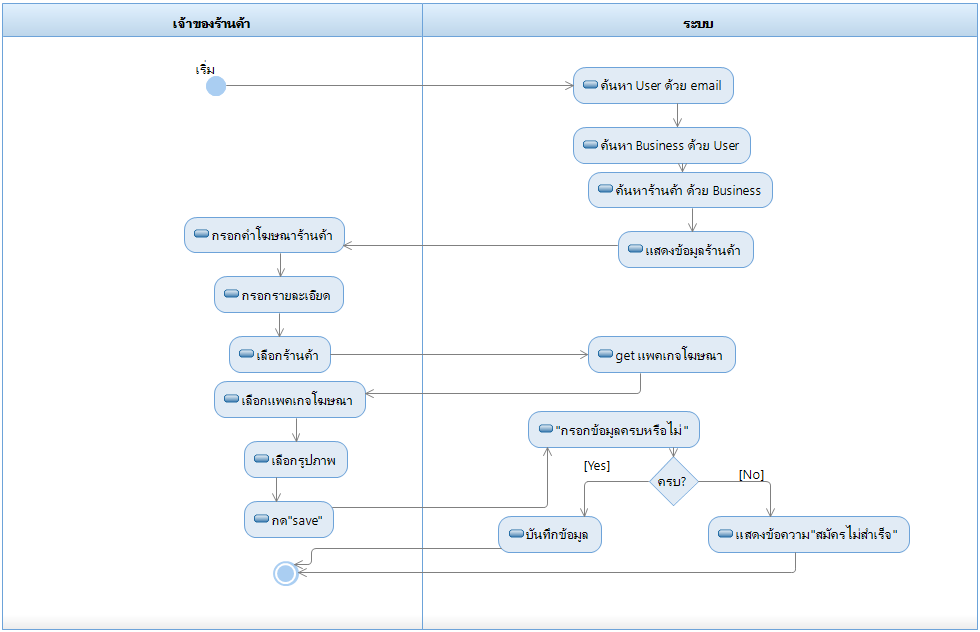 เจ้าของร้านค้า
ระบบ
เริ่ม
ค้นหา User ด้วย email
ค้นหา Business ด้วย User
ค้นหาร้านค้า ด้วย Business
กรอกคำโฆษณาร้านค้า
แสดงข้อมูลร้านค้า
กรอกรายละเอียด
เลือกร้านค้า
get แพคเกจโฆษณา
เลือกแพคเกจโฆษณา
"กรอกข้อมูลครบหรือไม่"
เลือกรูปภาพ
[Yes]
ครบ?
[No]
กด"save"
บันทึกข้อมูล
แสดงข้อความ"สมัครไม่สำเร็จ"